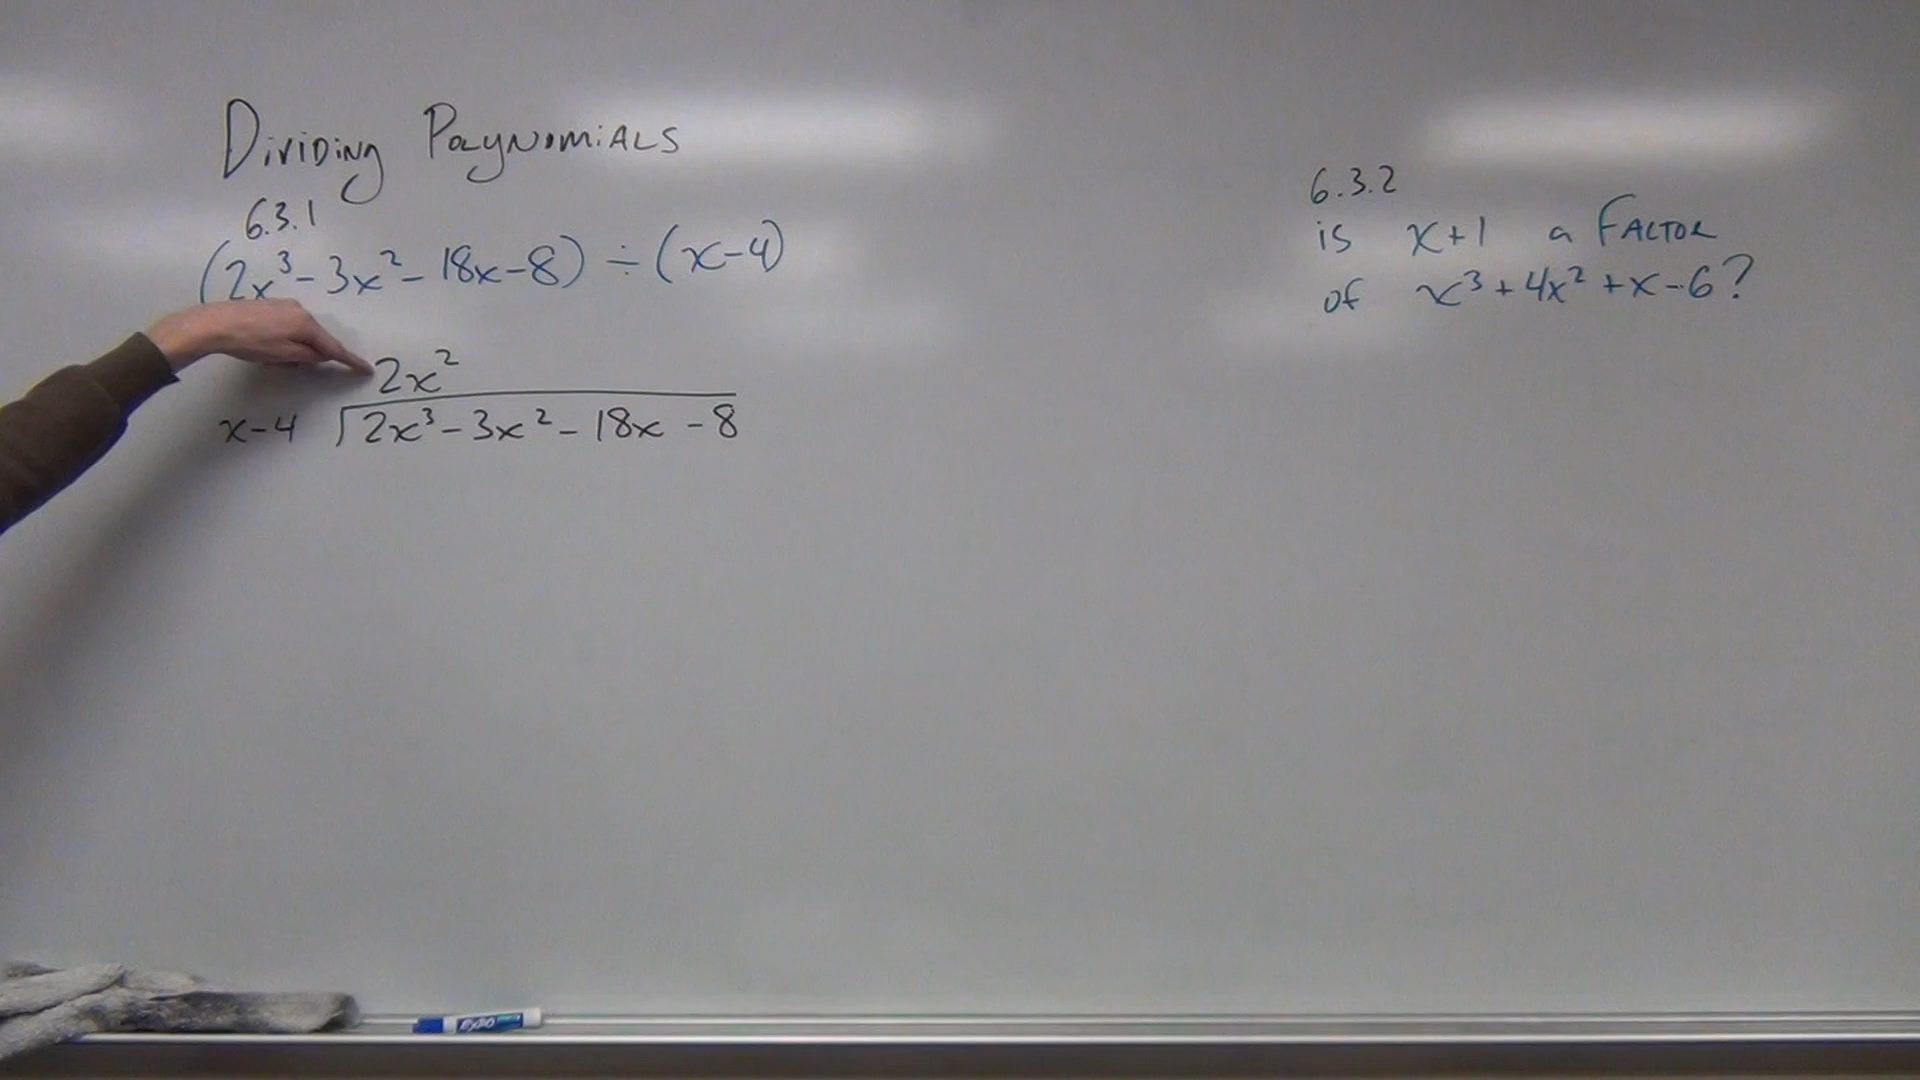 Dividing Polynomials
6.3.1
(2x³-3x²-18x-8) ÷ (x-4)
2x²
x-4 √2x³-3x²-18x-8
6.3.2
is x+1 a Factor
of x³+4x²+x-6?
EXPO